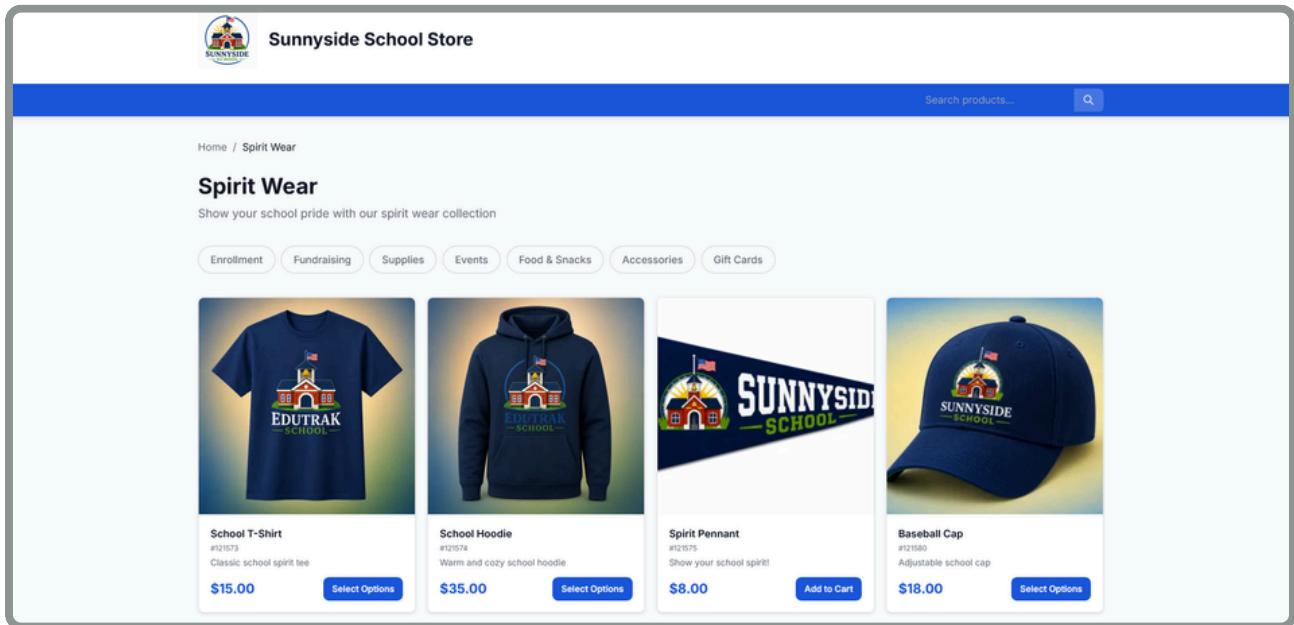 SUNNYSIDE
SCHOOL
Sunnyside School Store
Search products...
Home / Spirit Wear
Spirit Wear
Show your school pride with our spirit wear collection
Enrollment
Fundraising
Supplies
Events
Food & Snacks
Accessories
Gift Cards
EDUTRAK
SCHOOL
EDUTRAK
SCHOOL
SUNNYSID
SCHOOL
SUNNYSIDE
SCHOOL
School T-Shirt
#121573
Classic school spirit tee
$15.00
Select Options
School Hoodie
#121574
Warm and cozy school hoodie
$35.00
Select Options
Spirit Pennant
#121575
Show your school spirit!
$8.00
Add to Cart
Baseball Cap
#121580
Adjustable school cap
$18.00
Select Options